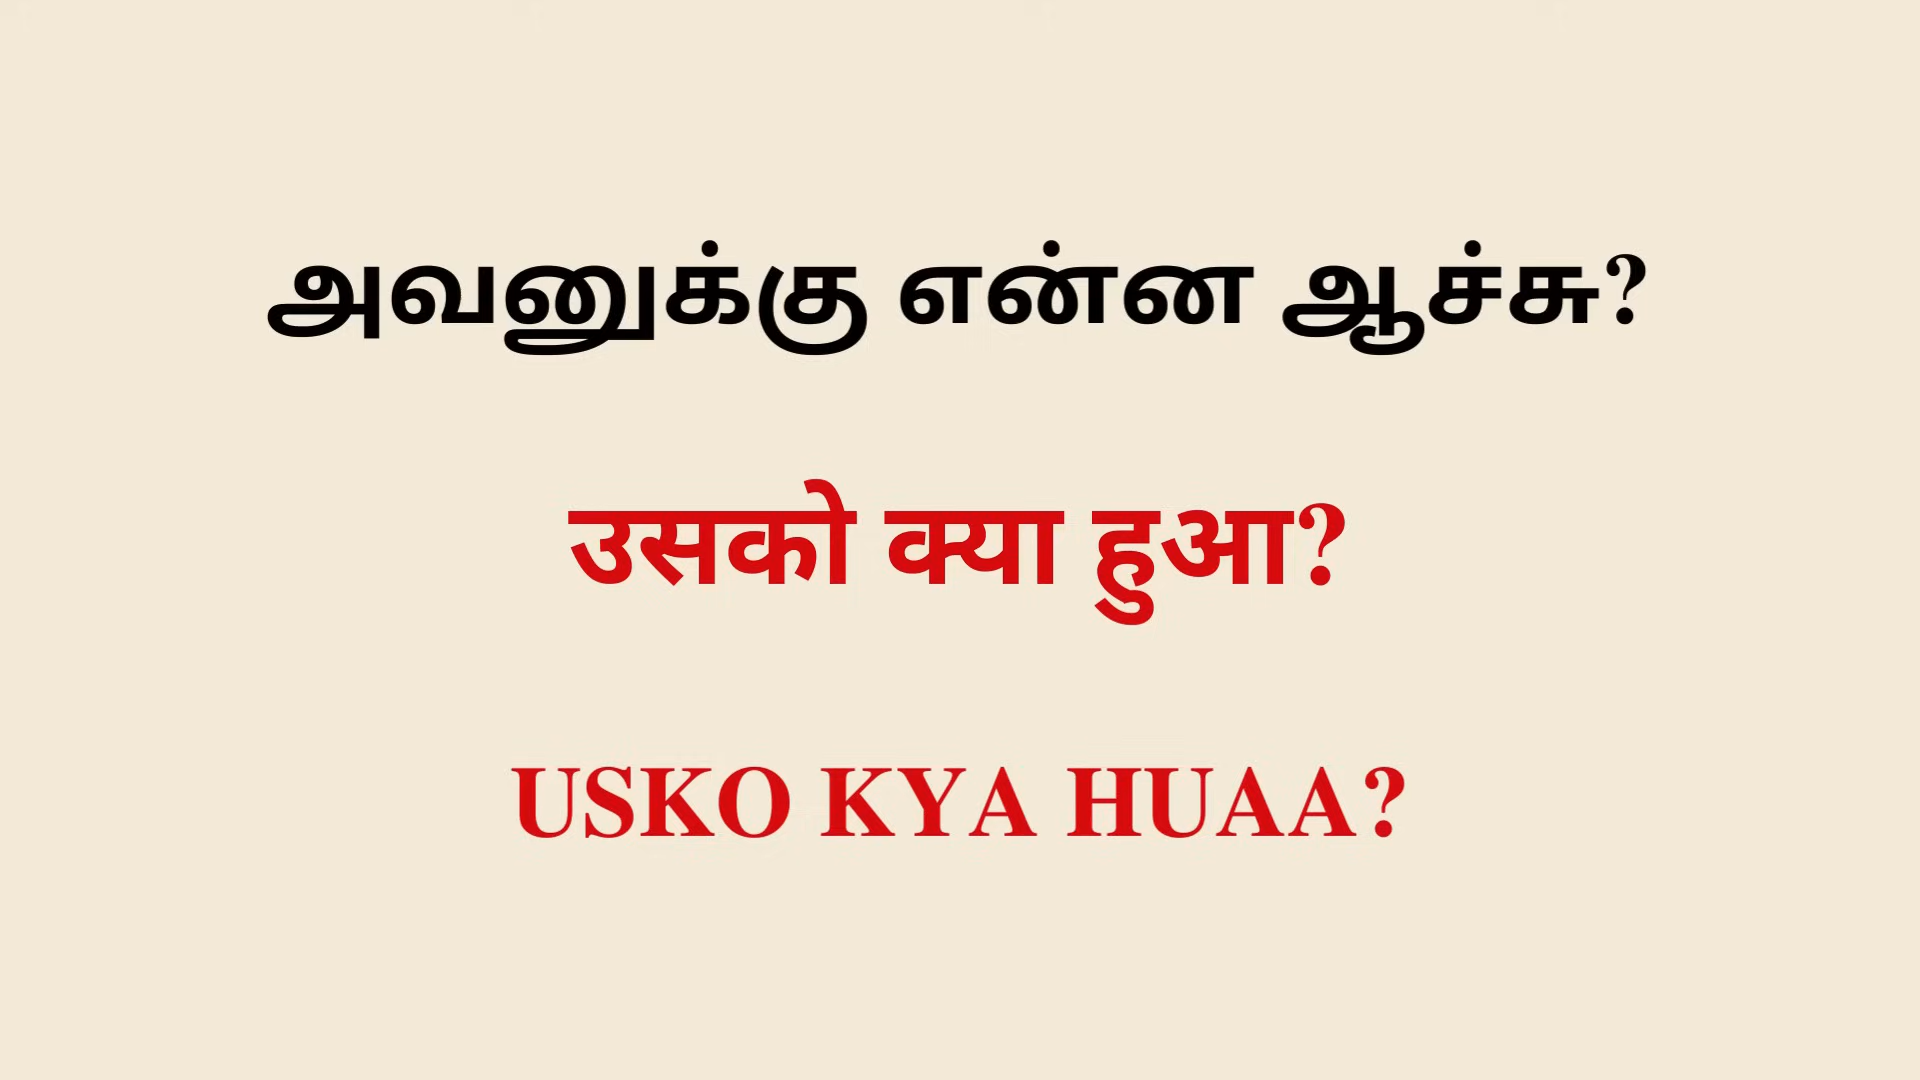 அவனுக்கு என்ன ஆச்சு?
उसको क्या हुआ?
USKO KYA HUAA?